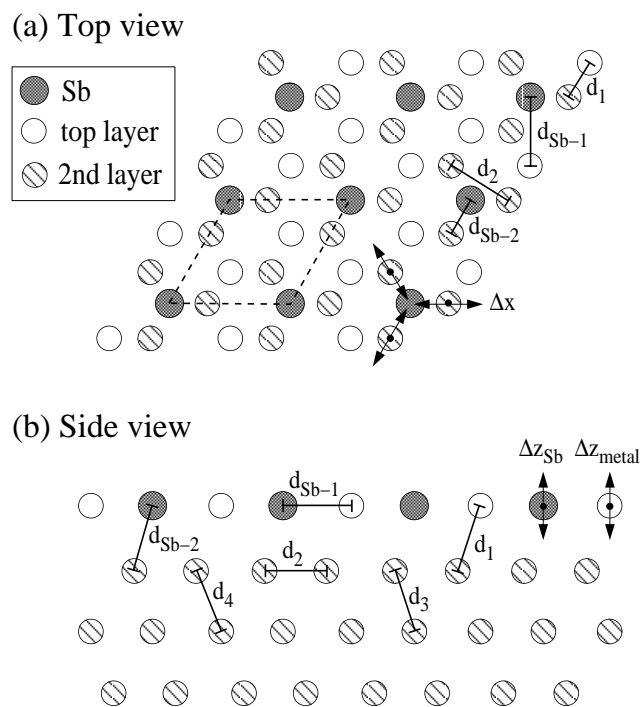 (a) Top view
Sb
top layer
2nd layer
d1
dSb−1
d2
dSb−2
Δx
(b) Side view
ΔzSb
Δzmetal
dSb−1
dSb−2
d2
d1
d4
d3